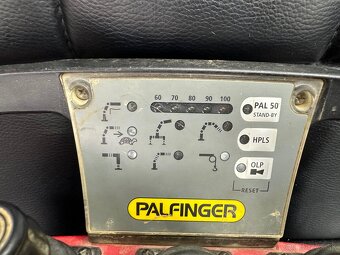 60 70 80 90 100
PAL 50
STAND-BY
HPLS
OLP
RESET
PALFINGER